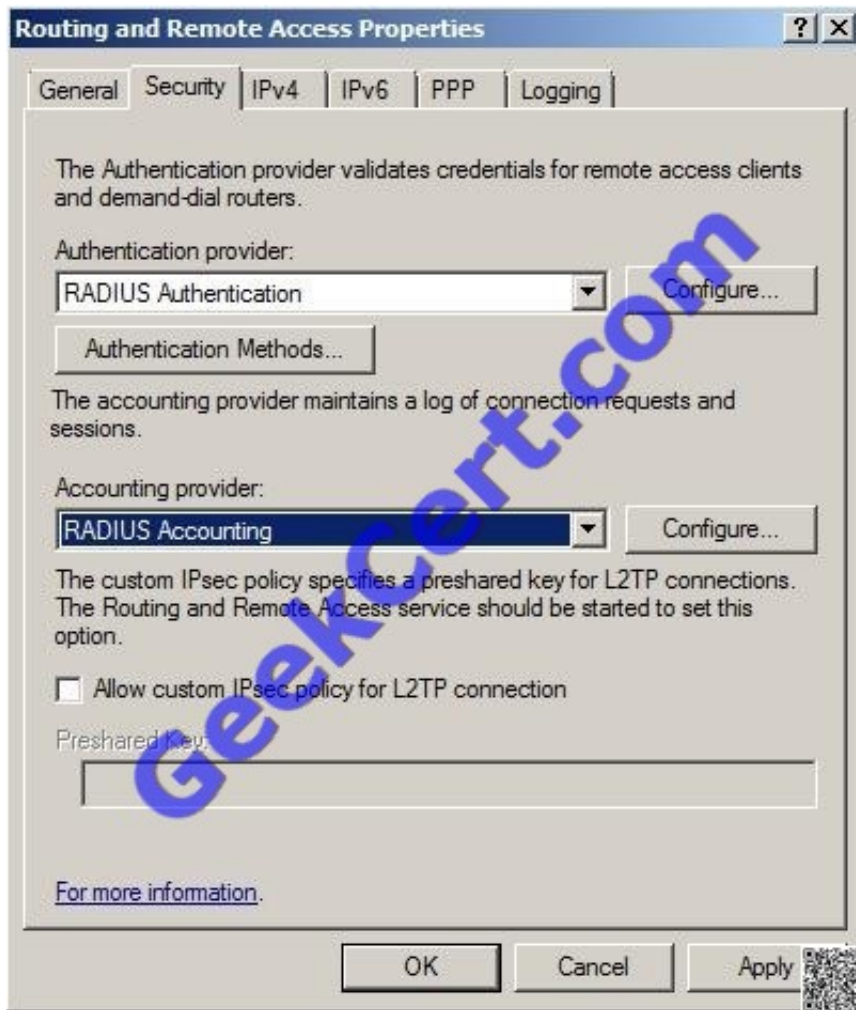 Routing and Remote Access Properties
General Security IPv4 IPv6 PPP Logging
The Authentication provider validates credentials for remote access clients
and demand-dial routers.
Authentication provider:
RADIUS Authentication
Configure...
Authentication Methods...
The accounting provider maintains a log of connection requests and
sessions.
Accounting provider:
RADIUS Accounting
Configure...
The custom IPsec policy specifies a preshared key for L2TP connections.
The Routing and Remote Access service should be started to set this
option.
Allow custom IPsec policy for L2TP connection
Preshared Key:
For more information.
OK Cancel Apply
GeekCert.com